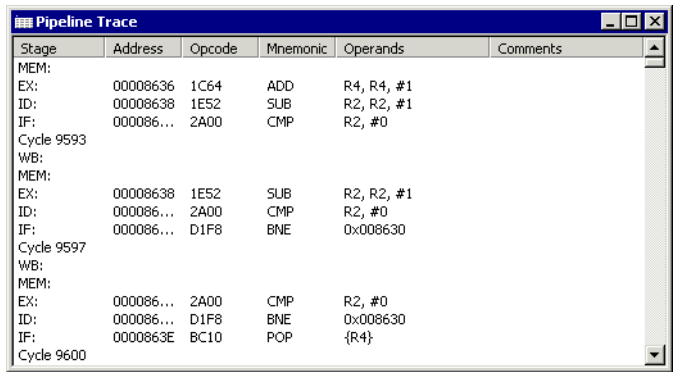 Pipeline Trace
Stage Address Opcode Mnemonic Operands Comments
MEM:
EX: 00008636 1C64 ADD R4, R4, #1
ID: 00008638 1E52 SUB R2, R2, #1
IF: 000086... 2A00 CMP R2, #0
Cycle 9593
WB:
MEM:
EX: 00008638 1E52 SUB R2, R2, #1
ID: 000086... 2A00 CMP R2, #0
IF: 000086... D1F8 BNE 0x008630
Cycle 9597
WB:
MEM:
EX: 000086... 2A00 CMP R2, #0
ID: 000086... D1F8 BNE 0x008630
IF: 0000863E BC10 POP {R4}
Cycle 9600